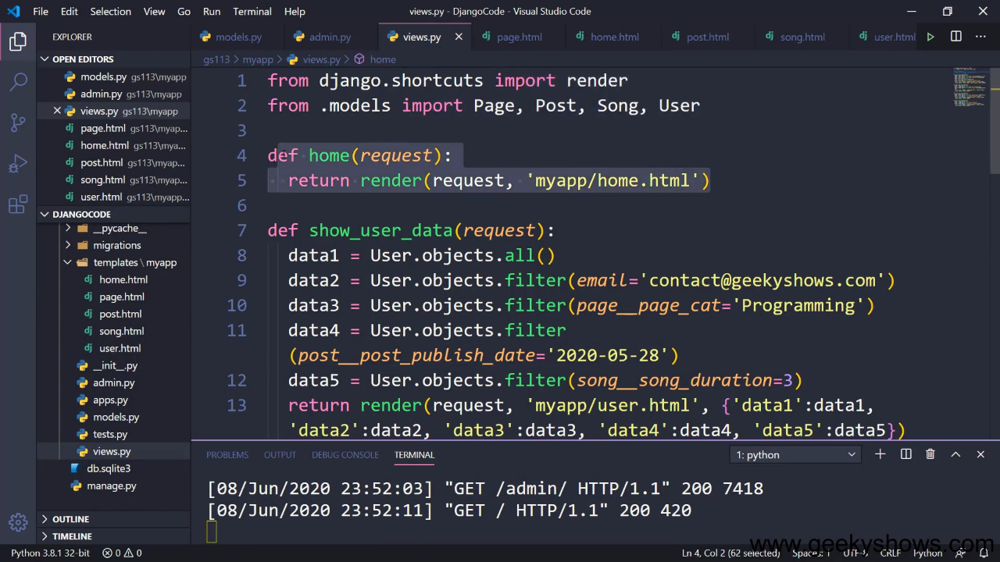 File Edit Selection View Go Run Terminal Help views.py - DjangoCode - Visual Studio Code
EXPLORER
OPEN EDITORS
models.py gs113\myapp
admin.py gs113\myapp
views.py gs113\myapp
page.html gs113\myap...
home.html gs113\mya...
post.html gs113\myap...
song.html gs113\mya...
user.html gs113\myap...
DJANGOCODE
__pycache__
migrations
templates \ myapp
home.html
page.html
post.html
song.html
user.html
__init__.py
admin.py
apps.py
models.py
tests.py
views.py
db.sqlite3
manage.py
OUTLINE
TIMELINE
models.py admin.py views.py page.html home.html post.html song.html user.html
gs113 > myapp > views.py > home
1 from django.shortcuts import render
2 from .models import Page, Post, Song, User
3
4 def home(request):
5 return render(request, 'myapp/home.html')
6
7 def show_user_data(request):
8 data1 = User.objects.all()
9 data2 = User.objects.filter(email='contact@geekyshows.com')
10 data3 = User.objects.filter(page__page_cat='Programming')
11 data4 = User.objects.filter
(post__post_publish_date='2020-05-28')
12 data5 = User.objects.filter(song__song_duration=3)
13 return render(request, 'myapp/user.html', {'data1':data1,
'data2':data2, 'data3':data3, 'data4':data4, 'data5':data5})
PROBLEMS OUTPUT DEBUG CONSOLE TERMINAL 1: python
[08/Jun/2020 23:52:03] "GET /admin/ HTTP/1.1" 200 7418
[08/Jun/2020 23:52:11] "GET / HTTP/1.1" 200 420
www.geekyshows.com
Python 3.8.1 32-bit 0 0 Ln 4, Col 2 (62 selected) Spaces: 1 UTF-8 CRLF Python